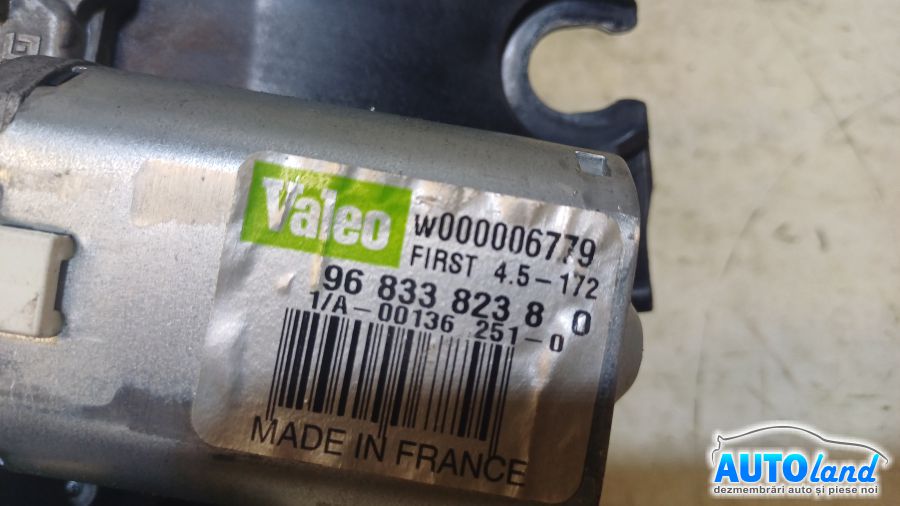 Valeo
W000006779
FIRST 4.5-172
96 833 823 8 0
1/A-00136 251-0
MADE IN FRANCE
AUTOland
dezmembrări auto și piese noi